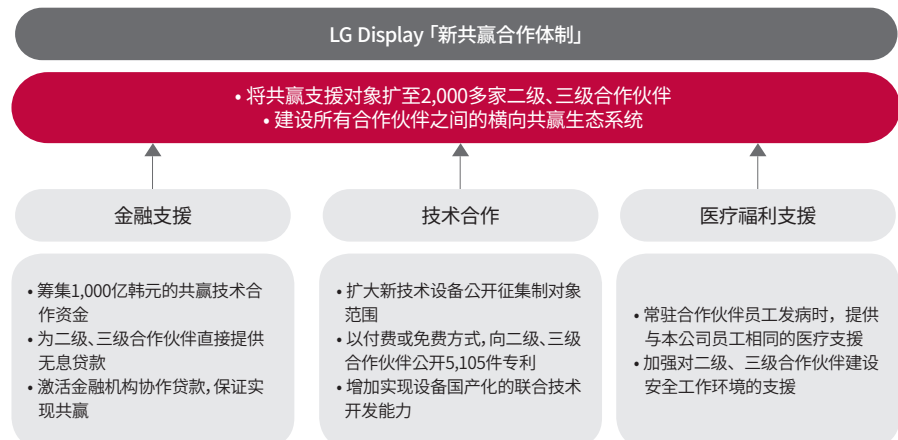 LG Display「新共赢合作体制」
• 将共赢支援对象扩至2,000多家二级、三级合作伙伴
• 建设所有合作伙伴之间的横向共赢生态系统
金融支援
• 筹集1,000亿韩元的共赢技术合
作资金
• 为二级、三级合作伙伴直接提供
无息贷款
• 激活金融机构协作贷款，保证实
现共赢
技术合作
• 扩大新技术设备公开征集制对象
范围
• 以付费或免费方式，向二级、三级
合作伙伴公开5,105件专利
• 增加实现设备国产化的联合技术
开发能力
医疗福利支援
• 常驻合作伙伴员工发病时，提供
与本公司员工相同的医疗支援
• 加强对二级、三级合作伙伴建设
安全工作环境的支援